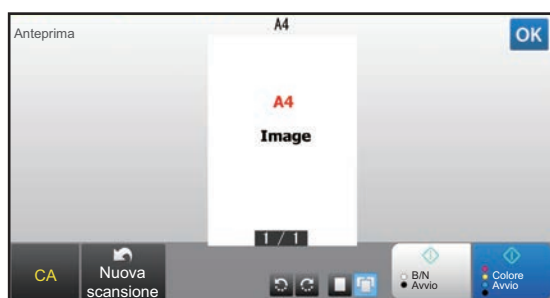 Anteprima
A4
OK
A4
Image
1 / 1
CA
Nuova
scansione
B/N
Avvio
Colore
Avvio